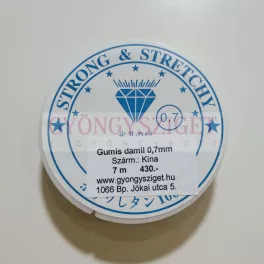 STRONG & STRETCHY
0,7
GYÖNGYSZIGET
Gumis damil 0,7mm
Szárm.: Kína
7 m 430.-
www.gyongysziget.hu
1066 Bp. Jókai utca 5.